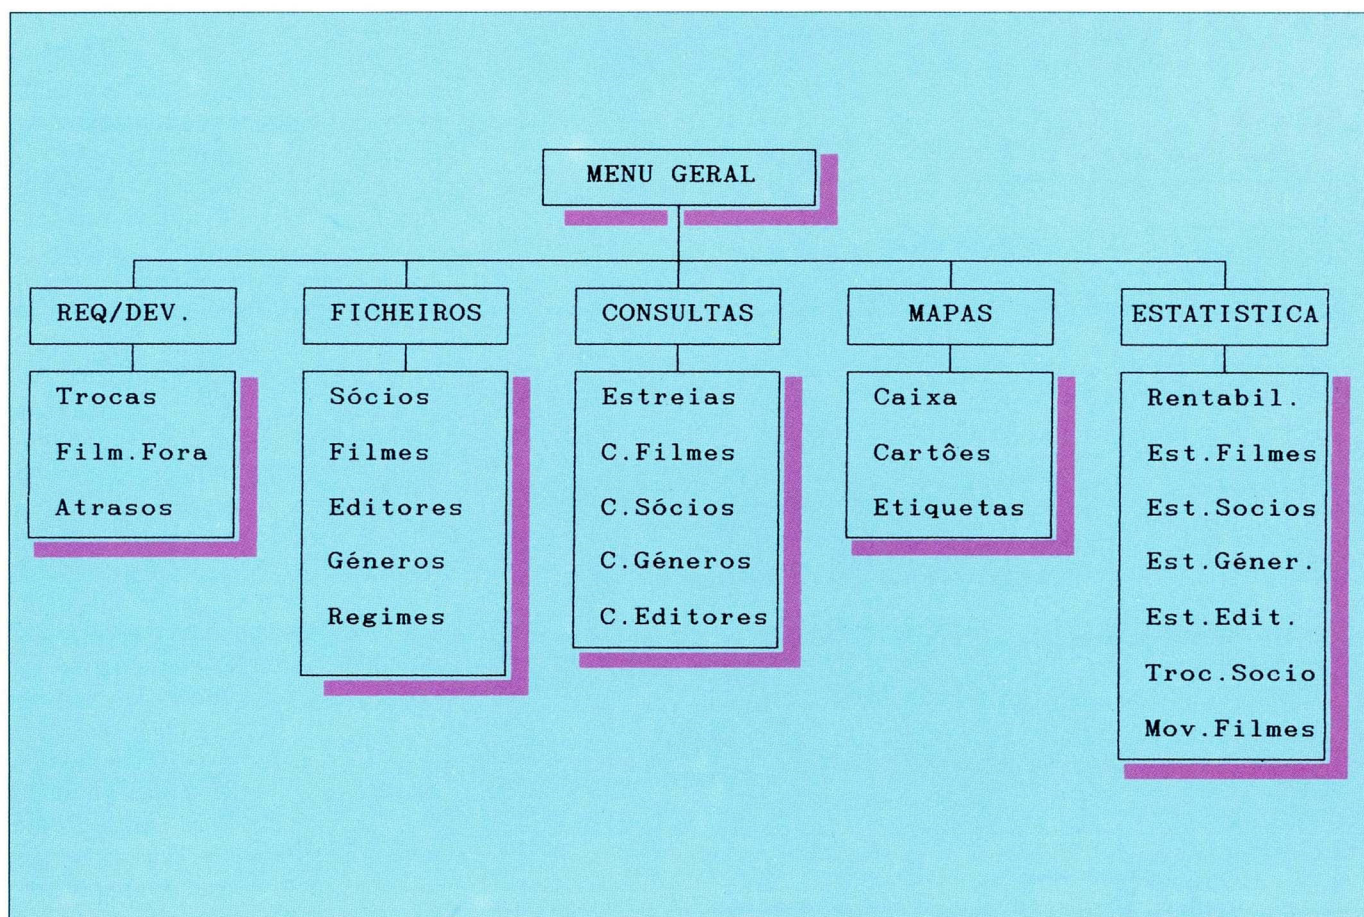 MENU GERAL
REQ/DEV.
Trocas
Film.Fora
Atrasos
FICHEIROS
Sócios
Filmes
Editores
Géneros
Regimes
CONSULTAS
Estreias
C.Filmes
C.Sócios
C.Géneros
C.Editores
MAPAS
Caixa
Cartôes
Etiquetas
ESTATISTICA
Rentabil.
Est.Filmes
Est.Socios
Est.Géner.
Est.Edit.
Troc.Socio
Mov.Filmes